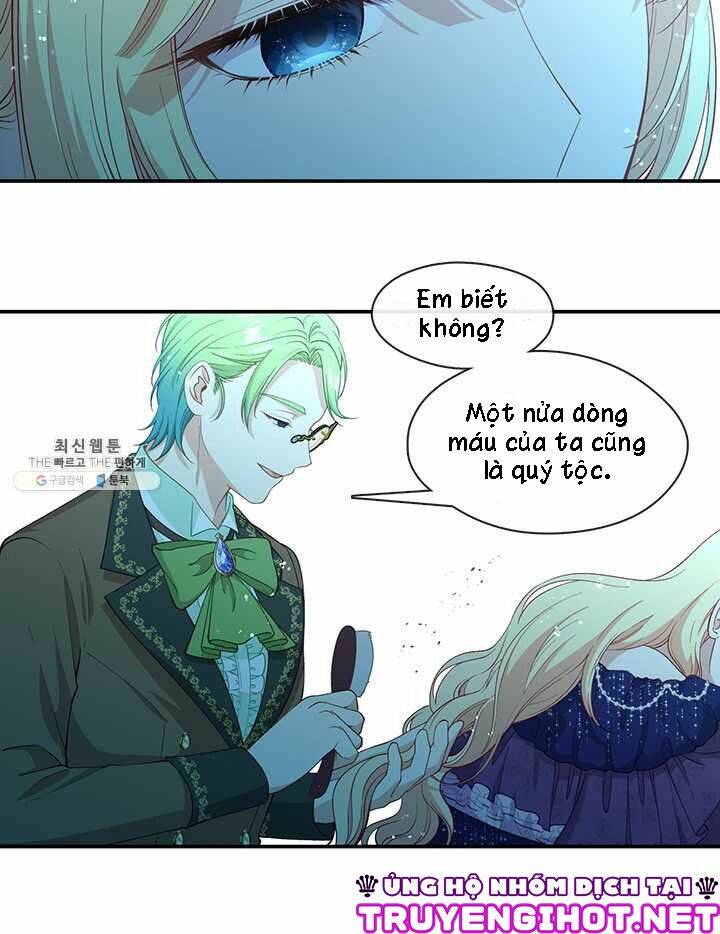 Em biết
không?
Một nửa dòng
máu của ta cũng
là quý tộc.
최신웹툰
THE 빠르고 THE 편하게
구글검색 툰북
ỦNG HỘ NHÓM DỊCH TẠI
TRUYENGIHOT.NET